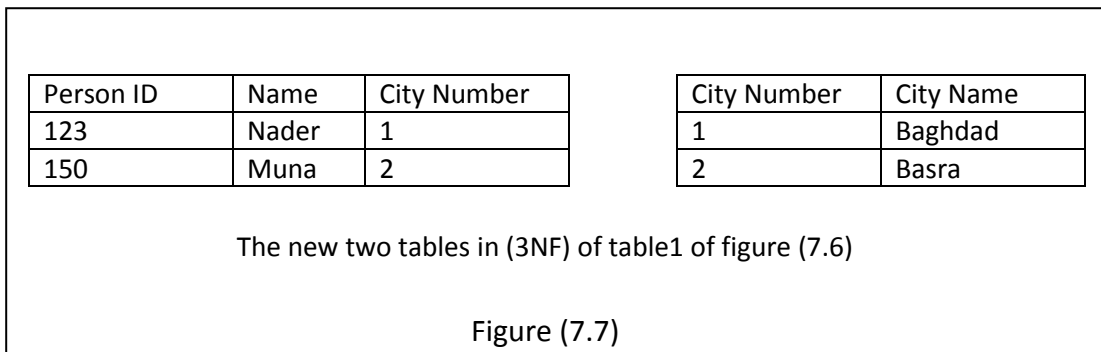 Person ID Name City Number
123 Nader 1
150 Muna 2
City Number City Name
1 Baghdad
2 Basra
The new two tables in (3NF) of table1 of figure (7.6)
Figure (7.7)